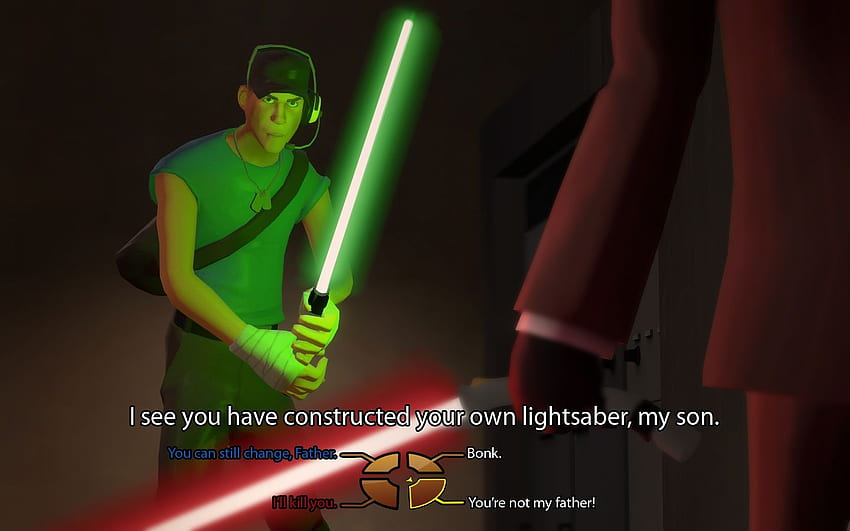 I see you have constructed your own lightsaber, my son.
You can still change, Father.
Bonk.
I'll kill you.
You're not my father!